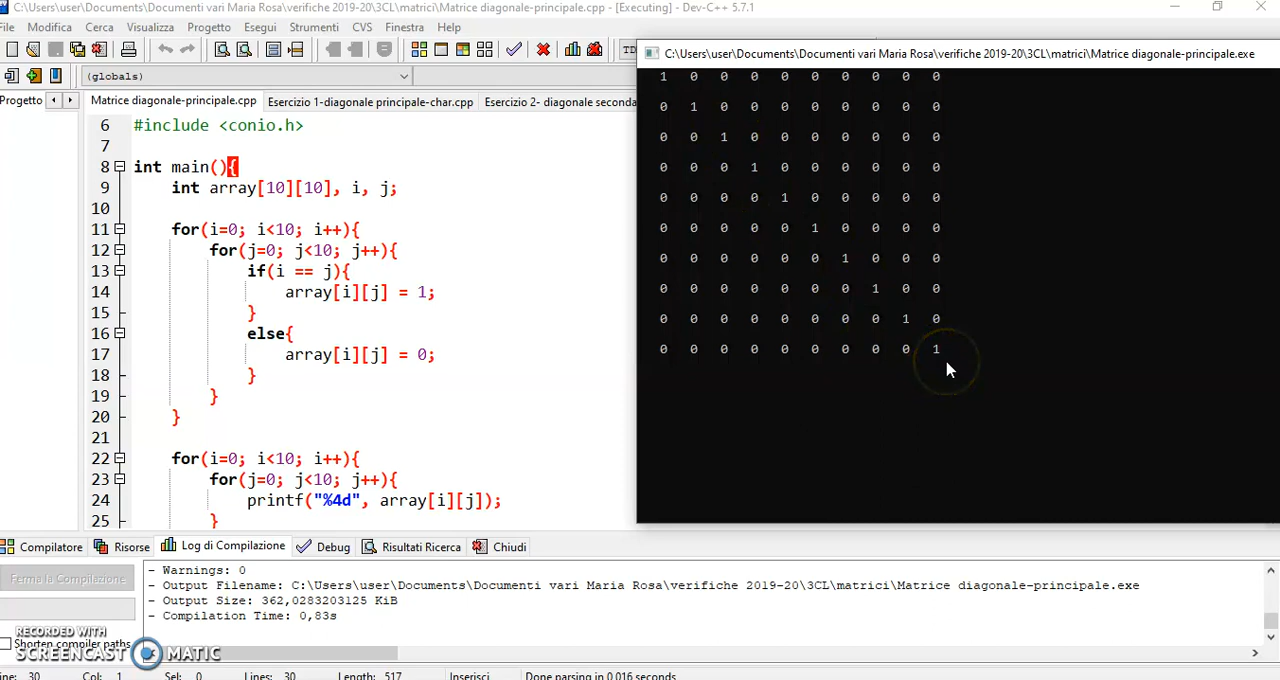 C:\Users\user\Documents\Documenti vari Maria Rosa\verifiche 2019-20\3CL\matrici\Matrice diagonale-principale.cpp - [Executing] - Dev-C++ 5.7.1
File Modifica Cerca Visualizza Progetto Esegui Strumenti CVS Finestra Help
TD
(globals)
Progetto
Matrice diagonale-principale.cpp Esercizio 1-diagonale principale-char.cpp Esercizio 2- diagonale seconda
6 #include <conio.h>
7
8 int main(){
9 int array[10][10], i, j;
10
11 for(i=0; i<10; i++){
12 for(j=0; j<10; j++){
13 if(i == j){
14 array[i][j] = 1;
15 }
16 else{
17 array[i][j] = 0;
18 }
19 }
20 }
21
22 for(i=0; i<10; i++){
23 for(j=0; j<10; j++){
24 printf("%4d", array[i][j]);
25 }
C:\Users\user\Documents\Documenti vari Maria Rosa\verifiche 2019-20\3CL\matrici\Matrice diagonale-principale.exe
1 0 0 0 0 0 0 0 0 0
0 1 0 0 0 0 0 0 0 0
0 0 1 0 0 0 0 0 0 0
0 0 0 1 0 0 0 0 0 0
0 0 0 0 1 0 0 0 0 0
0 0 0 0 0 1 0 0 0 0
0 0 0 0 0 0 1 0 0 0
0 0 0 0 0 0 0 1 0 0
0 0 0 0 0 0 0 0 1 0
0 0 0 0 0 0 0 0 0 1
Compilatore Risorse Log di Compilazione Debug Risultati Ricerca Chiudi
Ferma la Compilazione
- Warnings: 0
- Output Filename: C:\Users\user\Documents\Documenti vari Maria Rosa\verifiche 2019-20\3CL\matrici\Matrice diagonale-principale.exe
- Output Size: 362,0283203125 KiB
- Compilation Time: 0,83s
Shorten compiler paths
RECORDED WITH
SCREENCAST MATIC
ine: 30 Col: 1 Sel: 0 Lines: 30 Length: 517 Inserisci Done parsing in 0.016 seconds